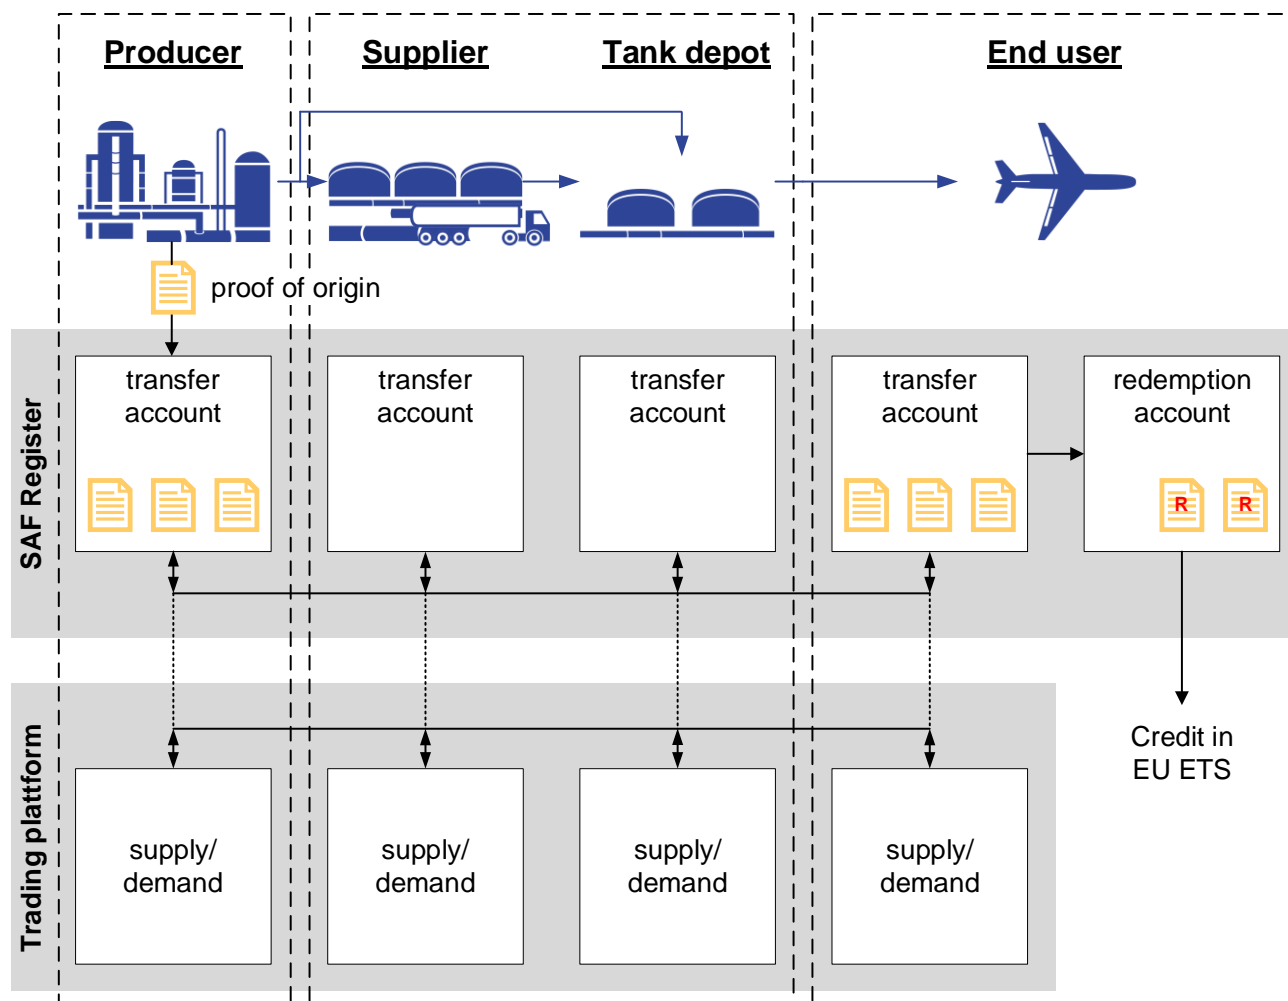 Producer
Supplier
Tank depot
End user
proof of origin
SAF Register
transfer
account
transfer
account
transfer
account
transfer
account
redemption
account
R
R
Credit in
EU ETS
Trading plattform
supply/
demand
supply/
demand
supply/
demand
supply/
demand